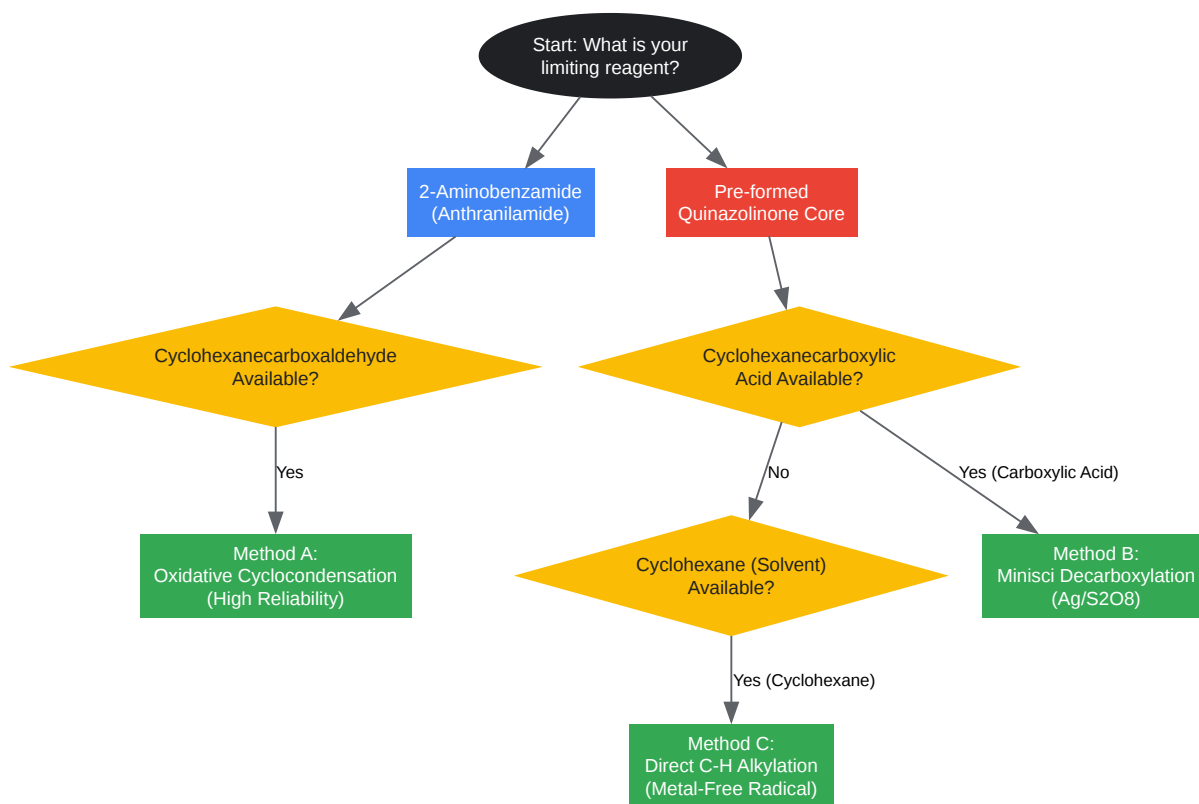 Start: What is your
limiting reagent?
2-Aminobenzamide
(Anthranilamide)
Pre-formed
Quinazolinone Core
Cyclohexanecarboxaldehyde
Available?
Cyclohexanecarboxylic
Acid Available?
Yes
No
Yes (Carboxylic Acid)
Method A:
Oxidative Cyclocondensation
(High Reliability)
Cyclohexane (Solvent)
Available?
Method B:
Minisci Decarboxylation
(Ag/S2O8)
Yes (Cyclohexane)
Method C:
Direct C-H Alkylation
(Metal-Free Radical)